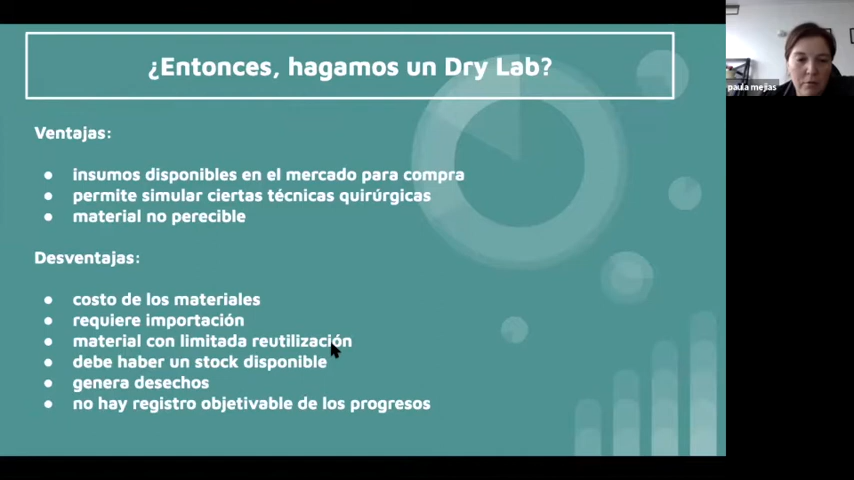 ¿Entonces, hagamos un Dry Lab?
Ventajas:
● insumos disponibles en el mercado para compra
● permite simular ciertas técnicas quirúrgicas
● material no perecible
Desventajas:
● costo de los materiales
● requiere importación
● material con limitada reutilización
● debe haber un stock disponible
● genera desechos
● no hay registro objetivable de los progresos
paula mejias